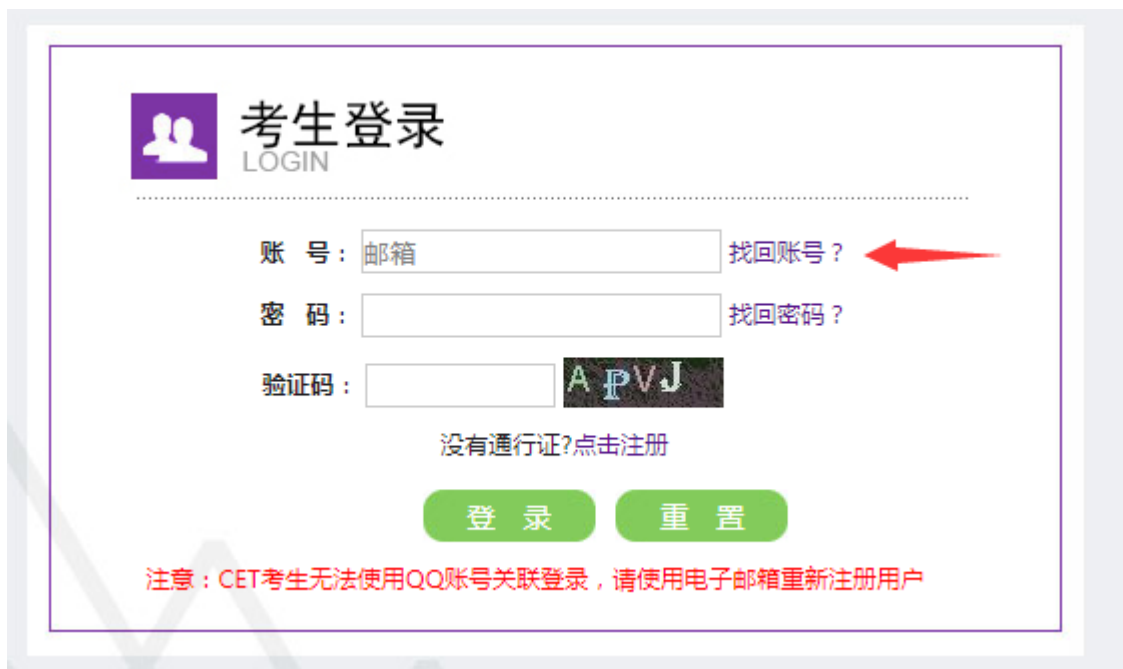 考生登录
LOGIN
账 号： 邮箱 找回账号？
密 码： 找回密码？
验证码： APVJ
没有通行证?点击注册
登 录 重 置
注意：CET考生无法使用QQ账号关联登录，请使用电子邮箱重新注册用户